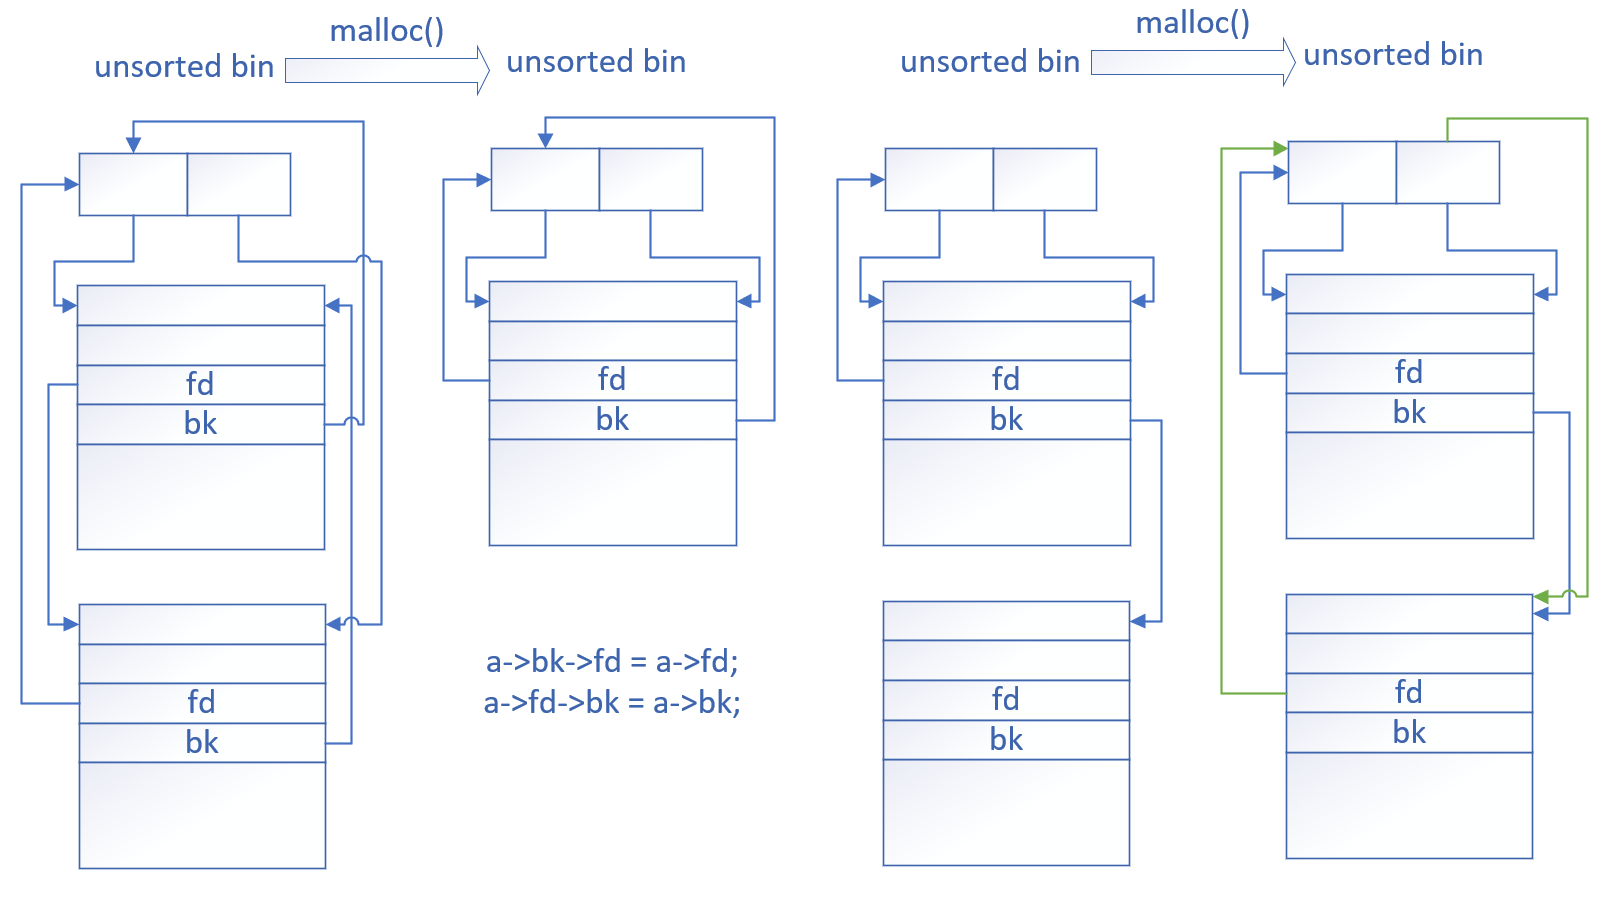 malloc()
unsorted bin
unsorted bin
malloc()
unsorted bin
unsorted bin
fd
bk
fd
bk
fd
bk
a->bk->fd = a->fd;
a->fd->bk = a->bk;
fd
bk
fd
bk
fd
bk
fd
bk